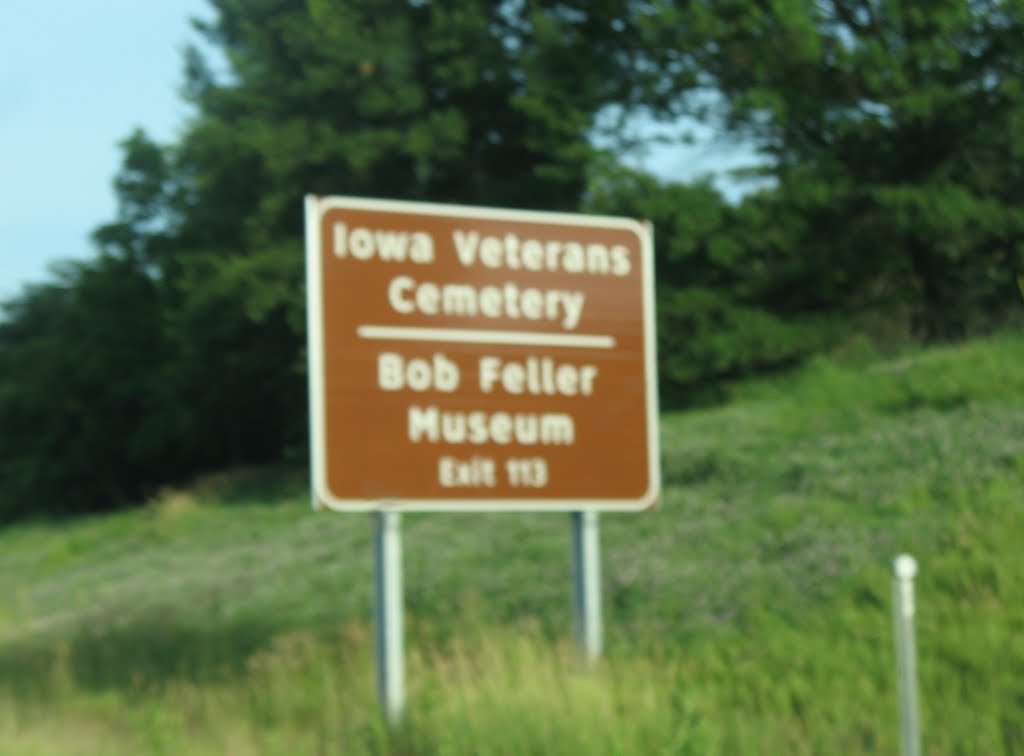 Iowa Veterans
Cemetery
Bob Feller
Museum
Exit 113